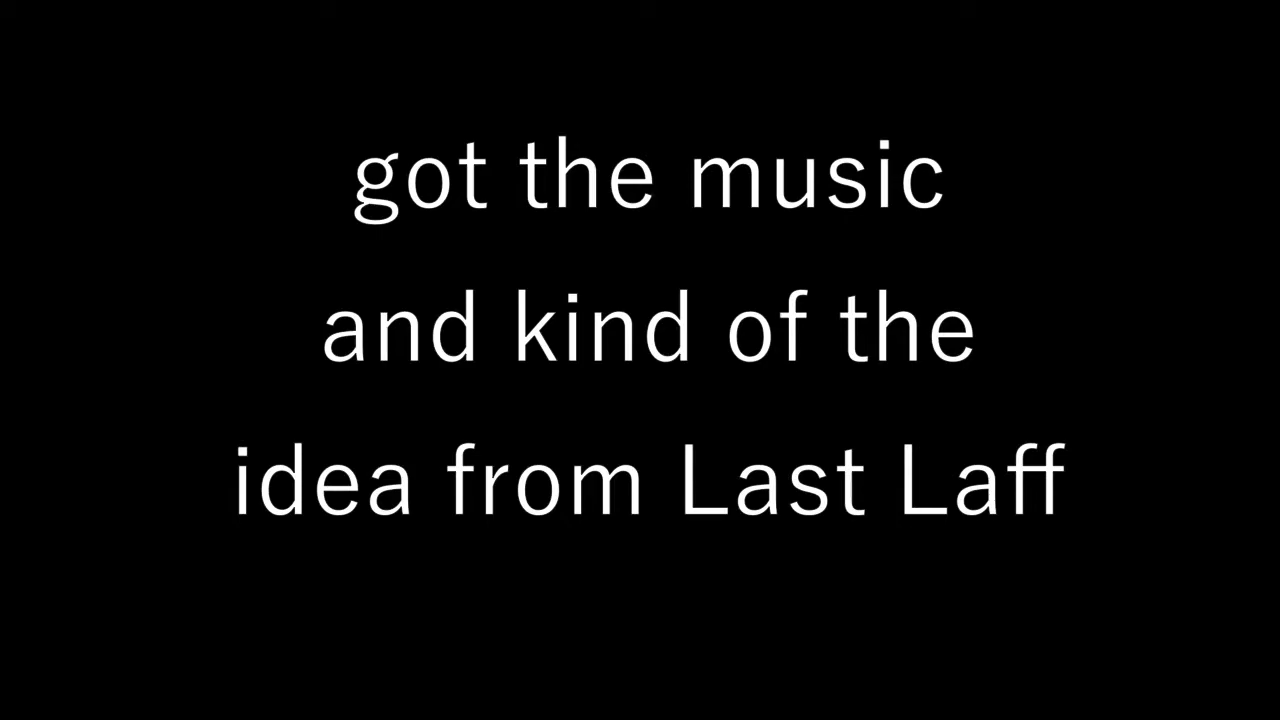 got the music
and kind of the
idea from Last Laff